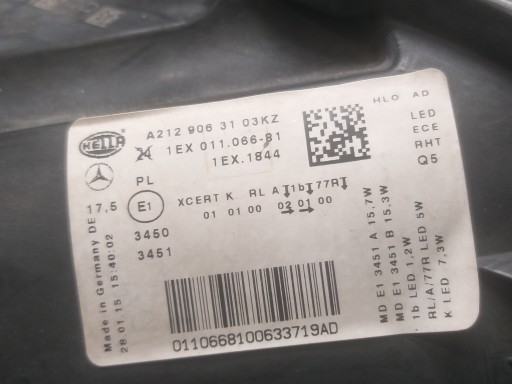 HELLA
A212 906 31 03KZ
1EX 011.066-81
1EX.1844
HLO AD
LED
ECE
RHT
Q5
PL
17,5
E1
XCERT K RL A 1b 77R
01 01 00 02 01 00
3450
3451
Made in Germany DE
28.01.15 15:40:02
MD E1 3451 A 15,7W
MD E1 3451 B 15,3W
1b LED 1,2W
RL/A/77R LED 5W
K LED 7,3W
0110668100633719AD